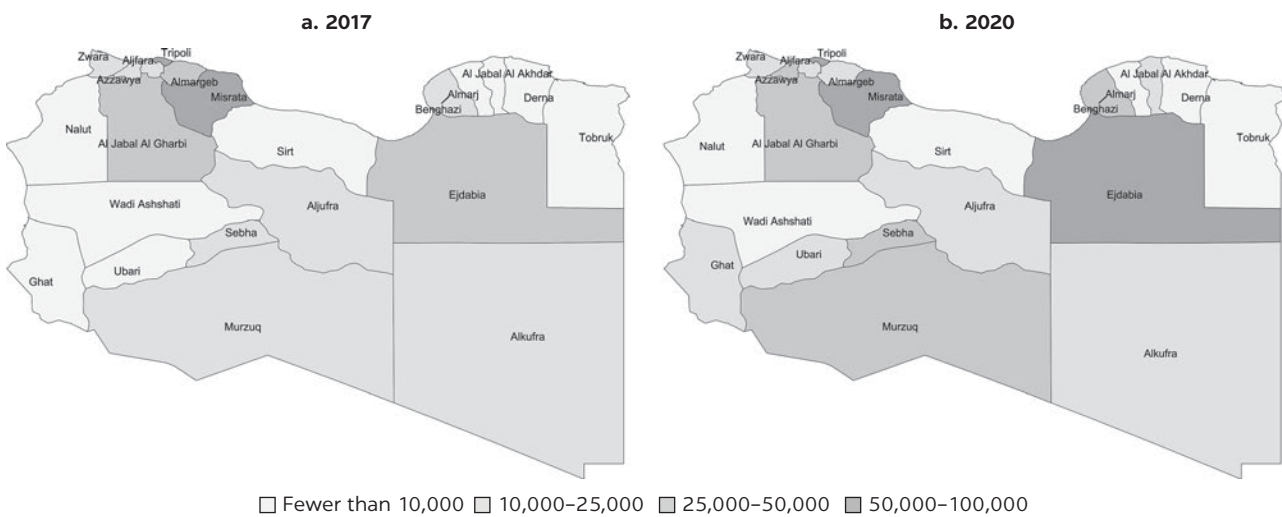 a. 2017
Zwara
Tripoli
Aljfara
Azzawya
Almargeb
Misrata
Nalut
Al Jabal Al Gharbi
Sirt
Al Jabal Al Akhdar
Almarj
Benghazi
Derna
Tobruk
Ejdabia
Wadi Ashshati
Aljufra
Sebha
Ubari
Ghat
Murzuq
Alkufra
b. 2020
Zwara
Tripoli
Aljfara
Azzawya
Almargeb
Misrata
Nalut
Al Jabal Al Gharbi
Sirt
Al Jabal Al Akhdar
Almarj
Benghazi
Derna
Tobruk
Ejdabia
Wadi Ashshati
Aljufra
Sebha
Ubari
Ghat
Murzuq
Alkufra
Fewer than 10,000 10,000–25,000 25,000–50,000 50,000–100,000